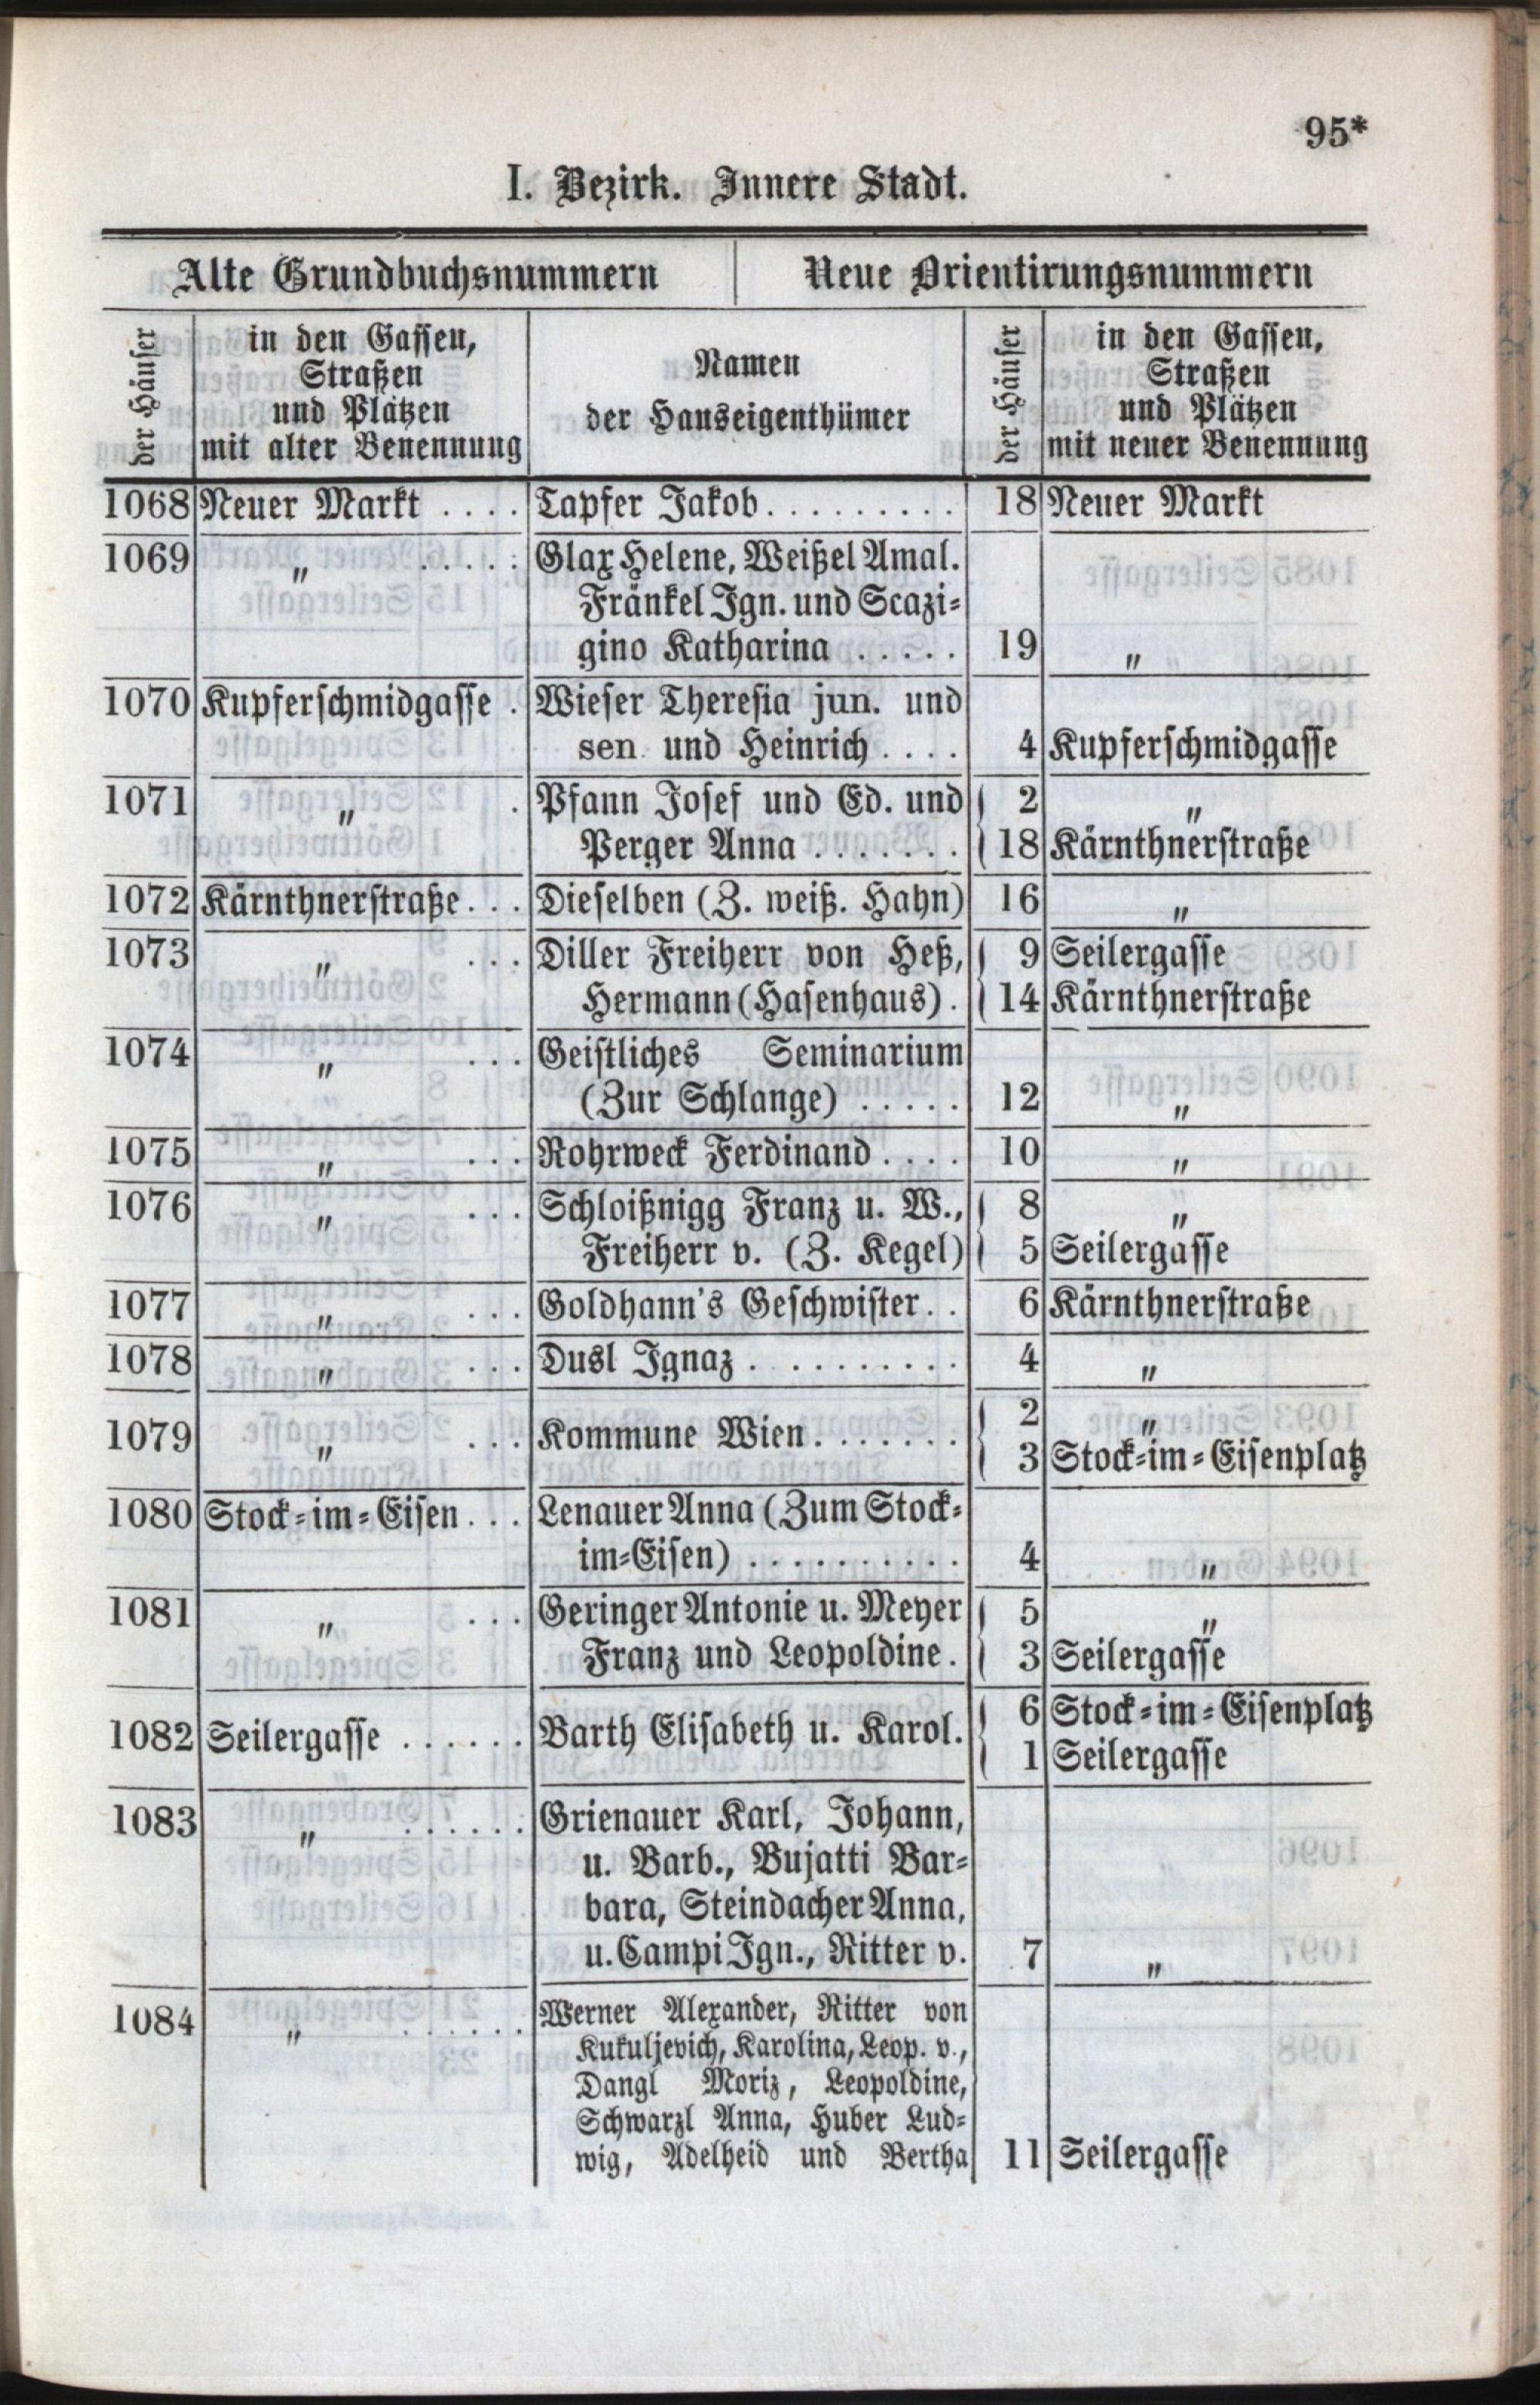 95*
I. Bezirk. Innere Stadt.
Alte Grundbuchsnummern Neue Orientirungsnummern
der Häuser
in den Gassen,
Straßen
und Plätzen
mit alter Benennung
Namen
der Hauseigenthümer
der Häuser
in den Gassen,
Straßen
und Plätzen
mit neuer Benennung
1068 Neuer Markt .... Tapfer Jakob......... 18 Neuer Markt
1069 „ ..... Glax Helene, Weißel Amal.
Fränkel Ign. und Scazi-
gino Katharina ..... 19 „
1070 Kupferschmidgasse . Wieser Theresia jun. und
sen. und Heinrich .... 4 Kupferschmidgasse
1071 „ . Pfann Josef und Ed. und 2 „
Perger Anna ....... 18 Kärnthnerstraße
1072 Kärnthnerstraße... Dieselben (Z. weiß. Hahn) 16 „
1073 „ ... Diller Freiherr von Heß, 9 Seilergasse
Hermann (Hasenhaus). 14 Kärnthnerstraße
1074 „ ... Geistliches Seminarium
(Zur Schlange) ..... 12 „
1075 „ ... Rohrweck Ferdinand .... 10 „
1076 „ ... Schloißnigg Franz u. W., 8 „
Freiherr v. (Z. Kegel) 5 Seilergasse
1077 „ ... Goldhann's Geschwister.. 6 Kärnthnerstraße
1078 „ ... Dusl Ignaz .......... 4 „
1079 „ ... Kommune Wien....... 2 „
3 Stock-im-Eisenplatz
1080 Stock-im-Eisen... Lenauer Anna (Zum Stock-
im-Eisen) .......... 4 „
1081 „ ... Geringer Antonie u. Meyer 5 „
Franz und Leopoldine. 3 Seilergasse
1082 Seilergasse ...... Barth Elisabeth u. Karol. 6 Stock-im-Eisenplatz
1 Seilergasse
1083 „ ...... Grienauer Karl, Johann,
u. Barb., Bujatti Bar-
bara, Steindacher Anna,
u. Campi Ign., Ritter v. 7 „
1084 „ ...... Werner Alexander, Ritter von
Kukuljevich, Karolina, Leop. v.,
Dangl Moriz, Leopoldine,
Schwarzl Anna, Huber Lud-
wig, Adelheid und Bertha 11 Seilergasse